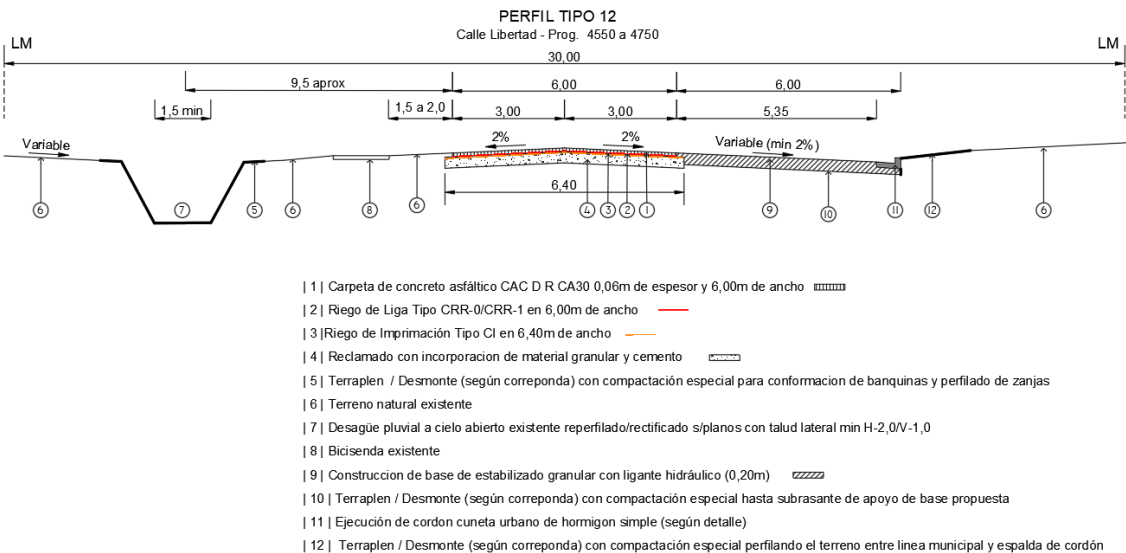 PERFIL TIPO 12
Calle Libertad - Prog. 4550 a 4750
LM
LM
30,00
9,5 aprox
6,00
6,00
1,5 min
1,5 a 2,0
3,00
3,00
5,35
Variable
2%
2%
Variable (min 2%)
6,40
6
7
5
6
8
6
4
3
2
1
9
10
11
12
6
| 1 | Carpeta de concreto asfáltico CAC D R CA30 0,06m de espesor y 6,00m de ancho
| 2 | Riego de Liga Tipo CRR-0/CRR-1 en 6,00m de ancho
| 3 |Riego de Imprimación Tipo CI en 6,40m de ancho
| 4 | Reclamado con incorporacion de material granular y cemento
| 5 | Terraplen / Desmonte (según correponda) con compactación especial para conformacion de banquinas y perfilado de zanjas
| 6 | Terreno natural existente
| 7 | Desagüe pluvial a cielo abierto existente reperfilado/rectificado s/planos con talud lateral min H-2,0/V-1,0
| 8 | Bicisenda existente
| 9 | Construccion de base de estabilizado granular con ligante hidráulico (0,20m)
| 10 | Terraplen / Desmonte (según correponda) con compactación especial hasta subrasante de apoyo de base propuesta
| 11 | Ejecución de cordon cuneta urbano de hormigon simple (según detalle)
| 12 | Terraplen / Desmonte (según correponda) con compactación especial perfilando el terreno entre linea municipal y espalda de cordón